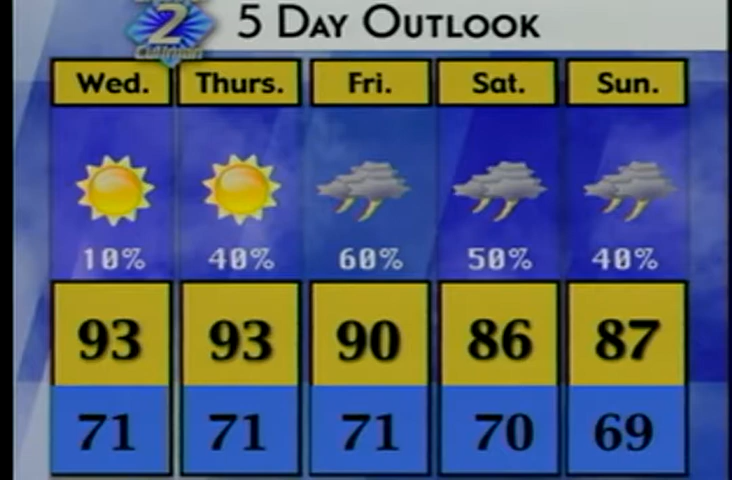 2
Cullman
5 DAY OUTLOOK
Wed. Thurs. Fri. Sat. Sun.
10% 40% 60% 50% 40%
93 93 90 86 87
71 71 71 70 69